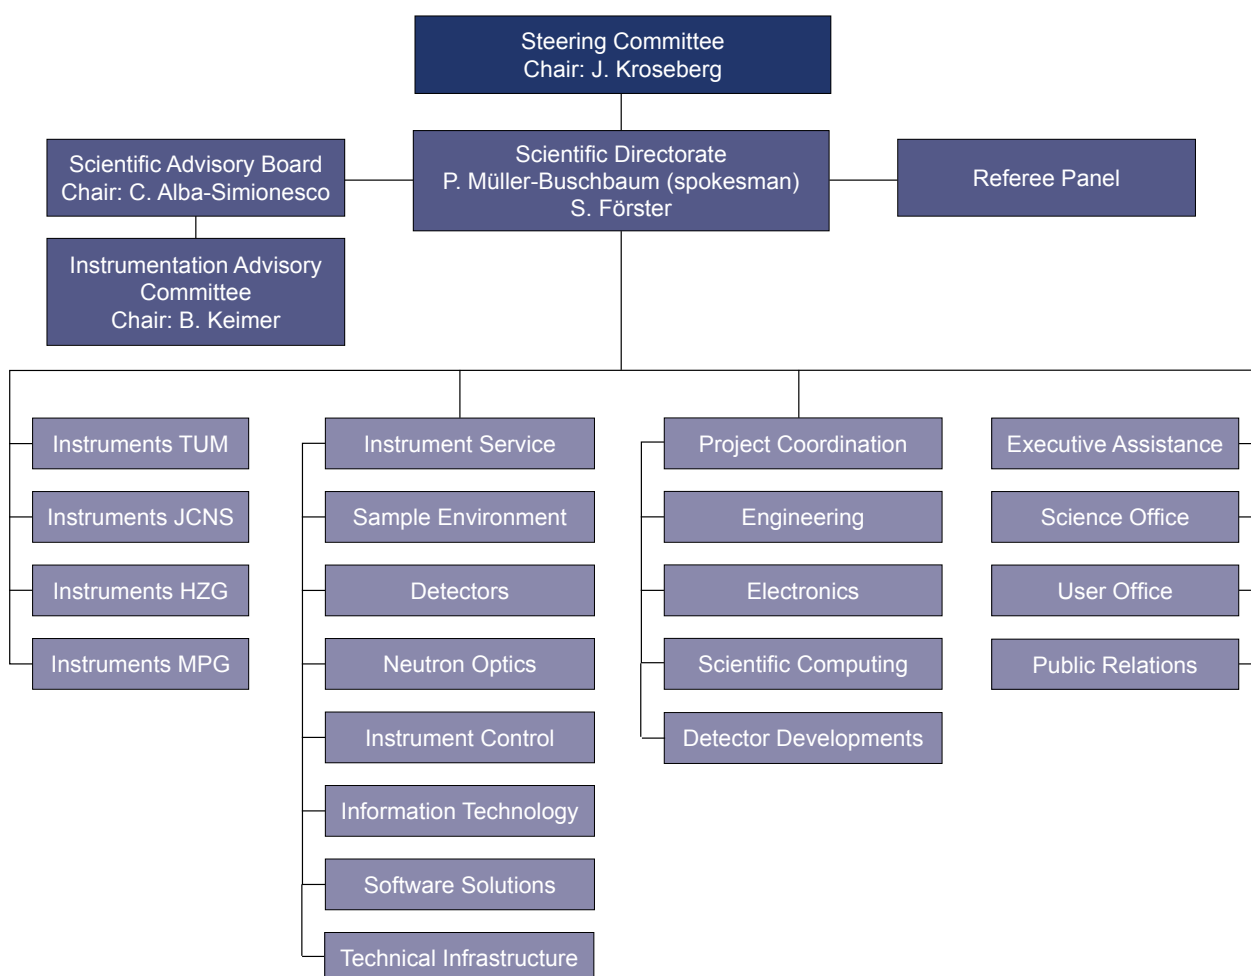 Steering Committee
Chair: J. Kroseberg
Scientific Advisory Board
Chair: C. Alba-Simionesco
Scientific Directorate
P. Müller-Buschbaum (spokesman)
S. Förster
Referee Panel
Instrumentation Advisory
Committee
Chair: B. Keimer
Instruments TUM
Instruments JCNS
Instruments HZG
Instruments MPG
Instrument Service
Sample Environment
Detectors
Neutron Optics
Instrument Control
Information Technology
Software Solutions
Technical Infrastructure
Project Coordination
Engineering
Electronics
Scientific Computing
Detector Developments
Executive Assistance
Science Office
User Office
Public Relations